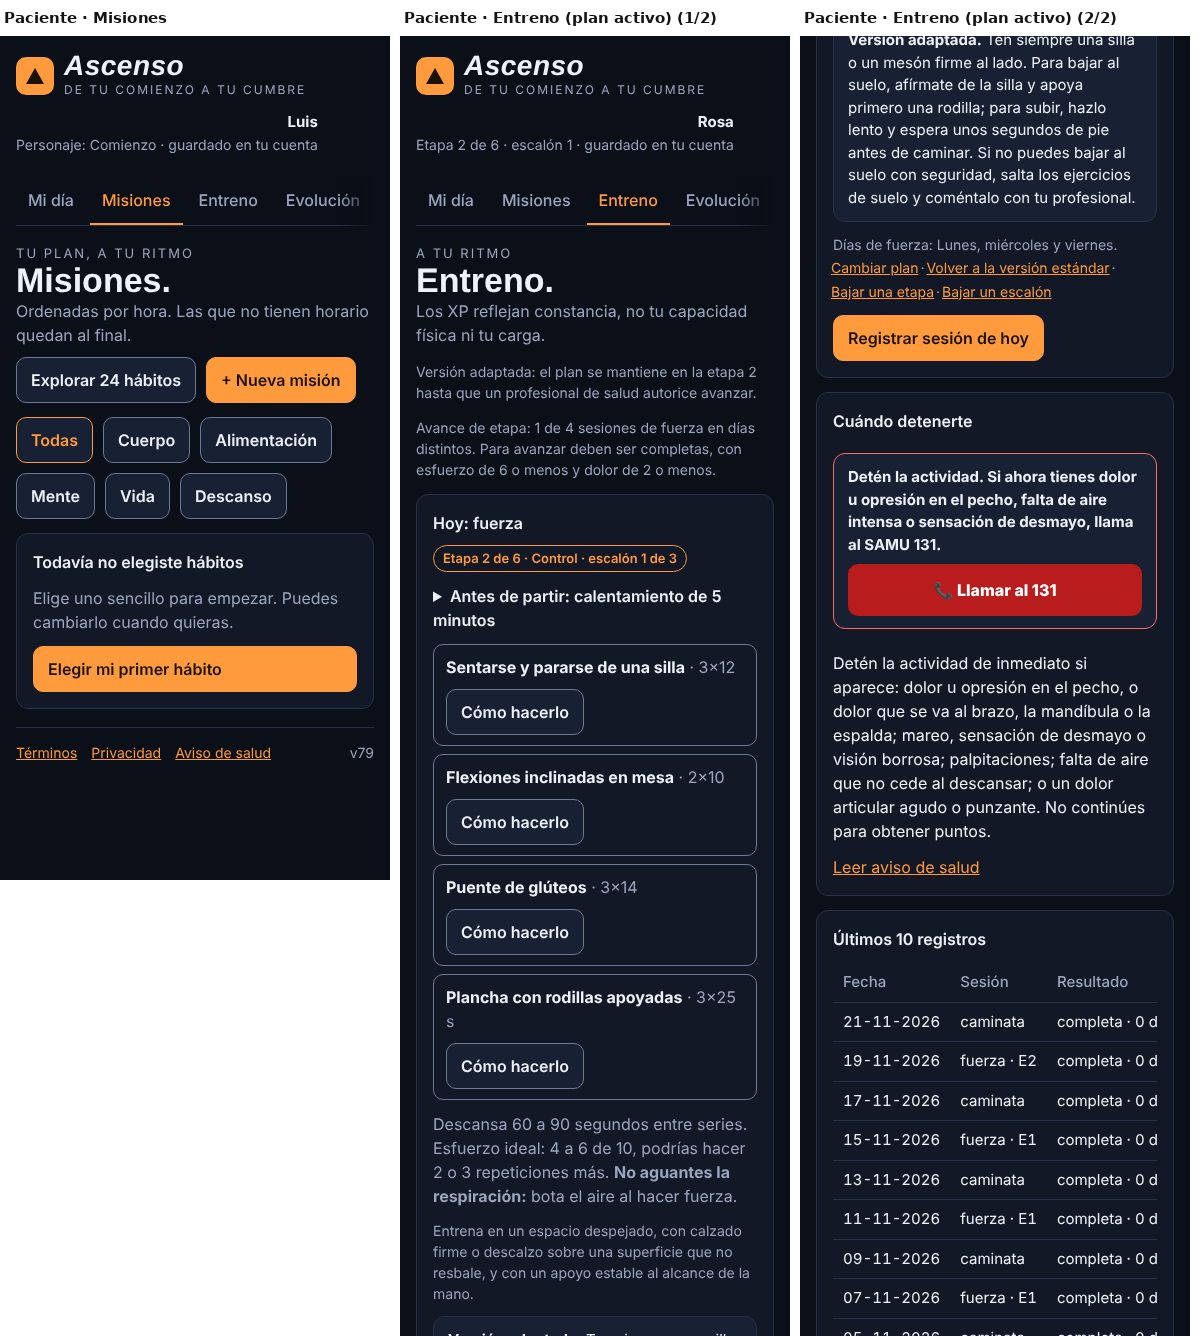 Paciente · Misiones
Ascenso
DE TU COMIENZO A TU CUMBRE
Luis
Personaje: Comienzo · guardado en tu cuenta
Mi día Misiones Entreno Evolución
TU PLAN, A TU RITMO
Misiones.
Ordenadas por hora. Las que no tienen horario
quedan al final.
Explorar 24 hábitos + Nueva misión
Todas Cuerpo Alimentación
Mente Vida Descanso
Todavía no elegiste hábitos
Elige uno sencillo para empezar. Puedes
cambiarlo cuando quieras.
Elegir mi primer hábito
Términos Privacidad Aviso de salud v79
Paciente · Entreno (plan activo) (1/2)
Ascenso
DE TU COMIENZO A TU CUMBRE
Rosa
Etapa 2 de 6 · escalón 1 · guardado en tu cuenta
Mi día Misiones Entreno Evolución
A TU RITMO
Entreno.
Los XP reflejan constancia, no tu capacidad
física ni tu carga.
Versión adaptada: el plan se mantiene en la etapa 2
hasta que un profesional de salud autorice avanzar.
Avance de etapa: 1 de 4 sesiones de fuerza en días
distintos. Para avanzar deben ser completas, con
esfuerzo de 6 o menos y dolor de 2 o menos.
Hoy: fuerza
Etapa 2 de 6 · Control · escalón 1 de 3
▶ Antes de partir: calentamiento de 5
minutos
Sentarse y pararse de una silla · 3×12
Cómo hacerlo
Flexiones inclinadas en mesa · 2×10
Cómo hacerlo
Puente de glúteos · 3×14
Cómo hacerlo
Plancha con rodillas apoyadas · 3×25
s
Cómo hacerlo
Descansa 60 a 90 segundos entre series.
Esfuerzo ideal: 4 a 6 de 10, podrías hacer
2 o 3 repeticiones más. No aguantes la
respiración: bota el aire al hacer fuerza.
Entrena en un espacio despejado, con calzado
firme o descalzo sobre una superficie que no
resbale, y con un apoyo estable al alcance de la
mano.
Paciente · Entreno (plan activo) (2/2)
Versión adaptada. Ten siempre una silla
o un mesón firme al lado. Para bajar al
suelo, afírmate de la silla y apoya
primero una rodilla; para subir, hazlo
lento y espera unos segundos de pie
antes de caminar. Si no puedes bajar al
suelo con seguridad, salta los ejercicios
de suelo y coméntalo con tu profesional.
Días de fuerza: Lunes, miércoles y viernes.
Cambiar plan · Volver a la versión estándar ·
Bajar una etapa · Bajar un escalón
Registrar sesión de hoy
Cuándo detenerte
Detén la actividad. Si ahora tienes dolor
u opresión en el pecho, falta de aire
intensa o sensación de desmayo, llama
al SAMU 131.
📞 Llamar al 131
Detén la actividad de inmediato si
aparece: dolor u opresión en el pecho, o
dolor que se va al brazo, la mandíbula o la
espalda; mareo, sensación de desmayo o
visión borrosa; palpitaciones; falta de aire
que no cede al descansar; o un dolor
articular agudo o punzante. No continúes
para obtener puntos.
Leer aviso de salud
Últimos 10 registros
Fecha Sesión Resultado
21-11-2026 caminata completa · 0 d
19-11-2026 fuerza · E2 completa · 0 d
17-11-2026 caminata completa · 0 d
15-11-2026 fuerza · E1 completa · 0 d
13-11-2026 caminata completa · 0 d
11-11-2026 fuerza · E1 completa · 0 d
09-11-2026 caminata completa · 0 d
07-11-2026 fuerza · E1 completa · 0 d